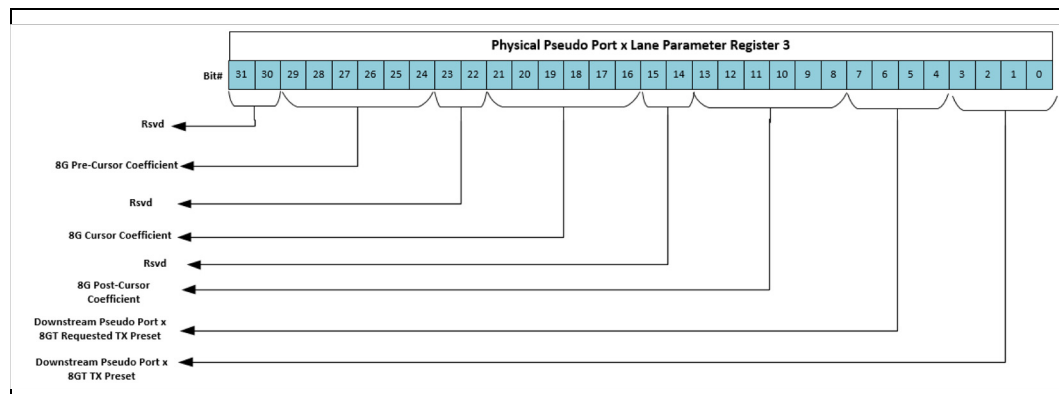 Physical Pseudo Port x Lane Parameter Register 3
Bit# 31 30 29 28 27 26 25 24 23 22 21 20 19 18 17 16 15 14 13 12 11 10 9 8 7 6 5 4 3 2 1 0
Rsvd
8G Pre-Cursor Coefficient
Rsvd
8G Cursor Coefficient
Rsvd
8G Post-Cursor
Coefficient
Downstream Pseudo Port x
8GT Requested TX Preset
Downstream Pseudo Port x
8GT TX Preset